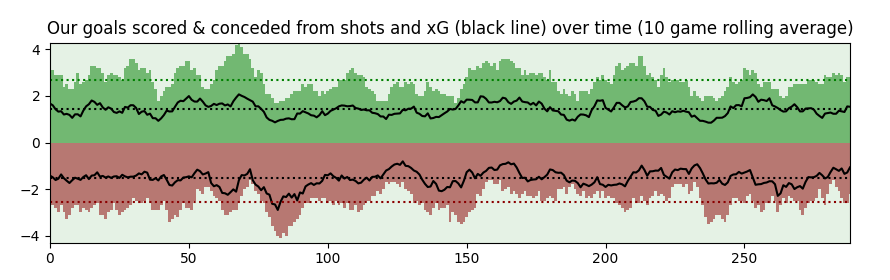 Our goals scored & conceded from shots and xG (black line) over time (10 game rolling average)
4
2
0
−2
−4
0 50 100 150 200 250